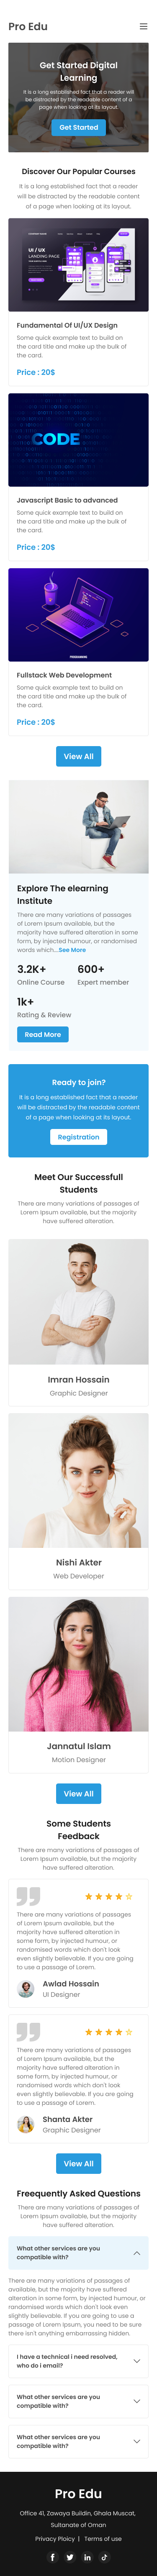 Pro Edu
Get Started Digital
Learning
It is a long established fact that a reader will
be distracted by the readable content of a
page when looking at its layout.
Get Started
Discover Our Popular Courses
It is a long established fact that a reader
will be distracted by the readable content
of a page when looking at its layout.
UI / UX
LANDING PAGE
Fundamental Of UI/UX Design
Some quick example text to build on
the card title and make up the bulk of
the card.
Price : 20$
CODE
Javascript Basic to advanced
Some quick example text to build on
the card title and make up the bulk of
the card.
Price : 20$
PROGRAMMING
Fullstack Web Development
Some quick example text to build on
the card title and make up the bulk of
the card.
Price : 20$
View All
Explore The elearning
Institute
There are many variations of passages
of Lorem Ipsum available, but the
majority have suffered alteration in some
form, by injected humour, or randomised
words which....See More
3.2K+ 600+
Online Course Expert member
1k+
Rating & Review
Read More
Ready to join?
It is a long established fact that a reader
will be distracted by the readable content
of a page when looking at its layout.
Registration
Meet Our Successfull
Students
There are many variations of passages of
Lorem Ipsum available, but the majority
have suffered alteration.
Imran Hossain
Graphic Designer
Nishi Akter
Web Developer
Jannatul Islam
Motion Designer
View All
Some Students
Feedback
There are many variations of passages of
Lorem Ipsum available, but the majority
have suffered alteration.
There are many variations of passages
of Lorem Ipsum available, but the
majority have suffered alteration in
some form, by injected humour, or
randomised words which don't look
even slightly believable. If you are going
to use a passage of Lorem.
Awlad Hossain
UI Designer
There are many variations of passages
of Lorem Ipsum available, but the
majority have suffered alteration in
some form, by injected humour, or
randomised words which don't look
even slightly believable. If you are going
to use a passage of Lorem.
Shanta Akter
Graphic Designer
View All
Freequently Asked Questions
There are many variations of passages of
Lorem Ipsum available, but the majority
have suffered alteration.
What other services are you
compatible with?
There are many variations of passages of
available, but the majority have suffered
alteration in some form, by injected humour, or
randomised words which don't look even
slightly believable. If you are going to use a
passage of Lorem Ipsum, you need to be sure
there isn't anything embarrassing hidden.
I have a technical i need resolved,
who do i email?
What other services are you
compatible with?
What other services are you
compatible with?
Pro Edu
Office 41, Zawaya Buildin, Ghala Muscat,
Sultanate of Oman
Privacy Ploicy | Terms of use